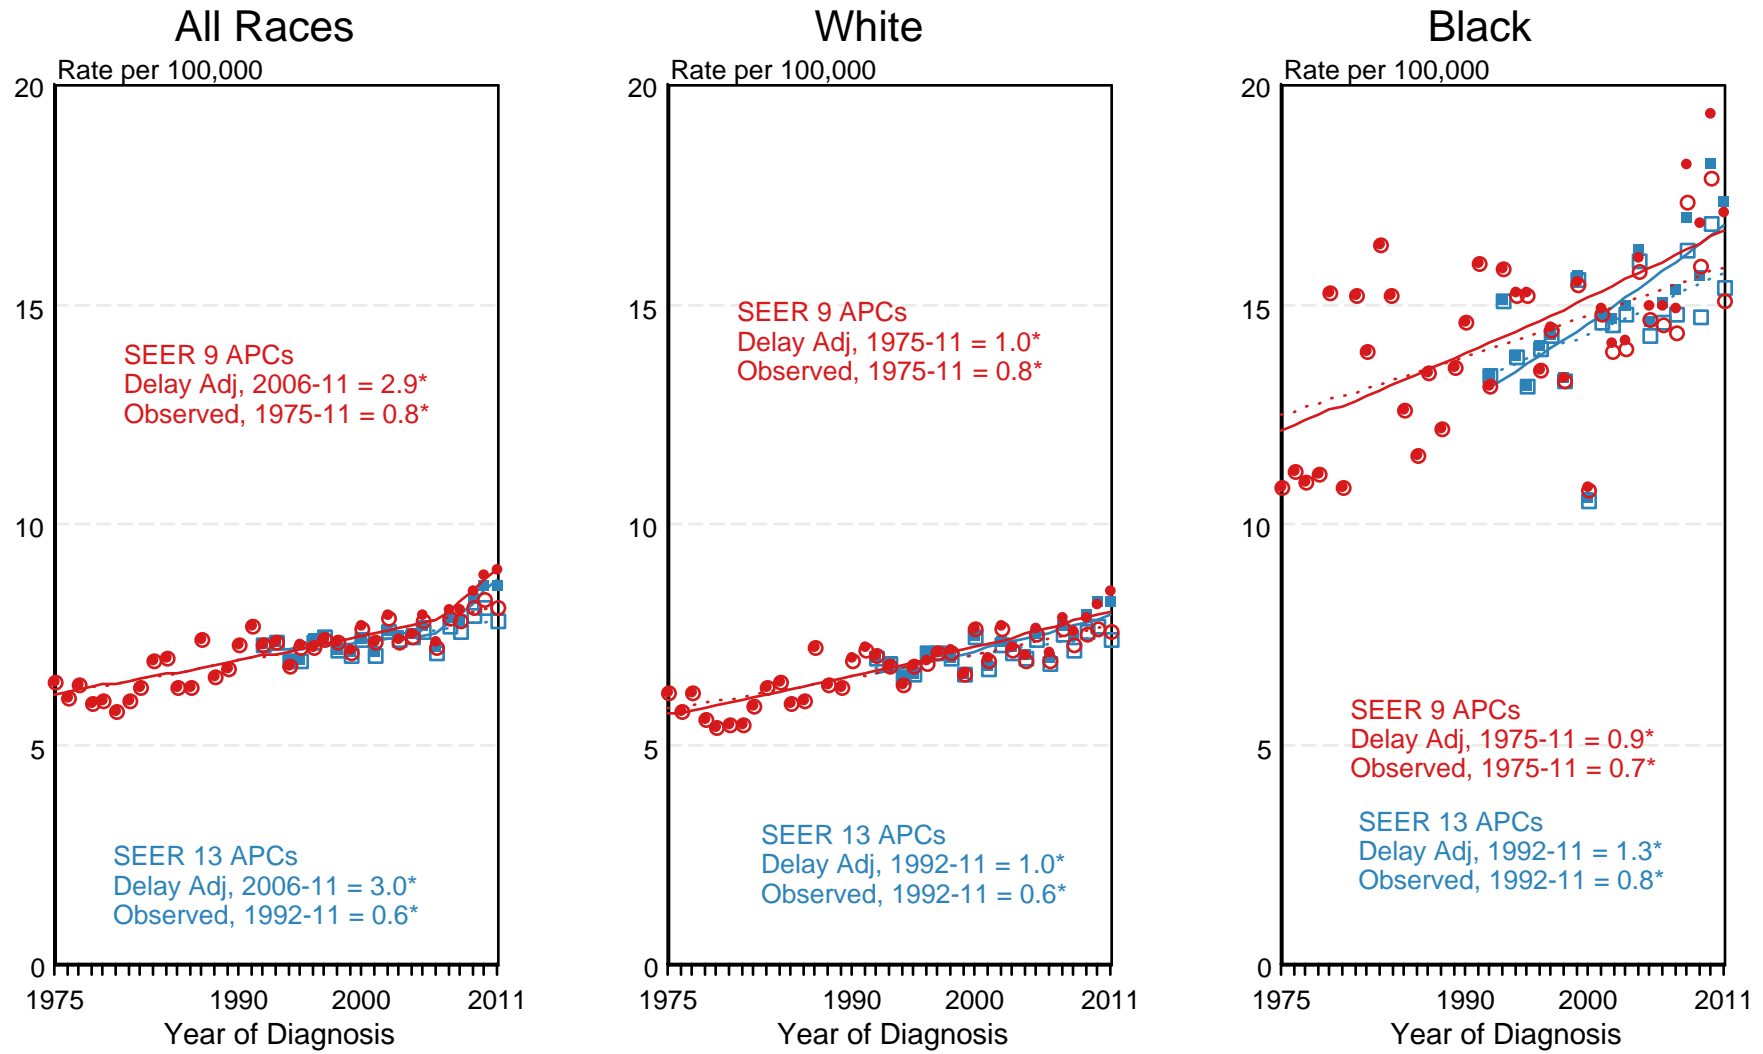 All Races
Rate per 100,000
20
15
10
5
0
SEER 9 APCs
Delay Adj, 2006-11 = 2.9*
Observed, 1975-11 = 0.8*
SEER 13 APCs
Delay Adj, 2006-11 = 3.0*
Observed, 1992-11 = 0.6*
1975 1990 2000 2011
Year of Diagnosis
White
Rate per 100,000
20
15
10
5
0
SEER 9 APCs
Delay Adj, 1975-11 = 1.0*
Observed, 1975-11 = 0.8*
SEER 13 APCs
Delay Adj, 1992-11 = 1.0*
Observed, 1992-11 = 0.6*
1975 1990 2000 2011
Year of Diagnosis
Black
Rate per 100,000
20
15
10
5
0
SEER 9 APCs
Delay Adj, 1975-11 = 0.9*
Observed, 1975-11 = 0.7*
SEER 13 APCs
Delay Adj, 1992-11 = 1.3*
Observed, 1992-11 = 0.8*
1975 1990 2000 2011
Year of Diagnosis